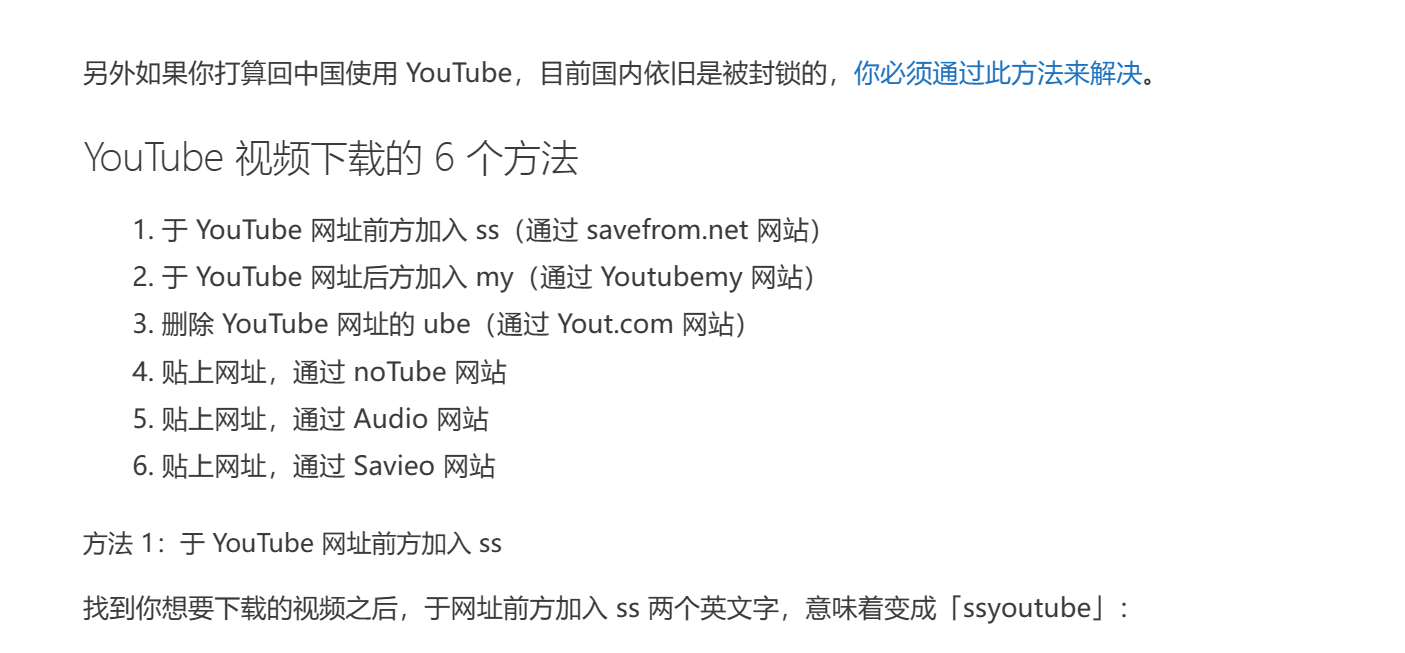 另外如果你打算回中国使用 YouTube，目前国内依旧是被封锁的，你必须通过此方法来解决。
YouTube 视频下载的 6 个方法
1. 于 YouTube 网址前方加入 ss（通过 savefrom.net 网站）
2. 于 YouTube 网址后方加入 my（通过 Youtubemy 网站）
3. 删除 YouTube 网址的 ube（通过 Yout.com 网站）
4. 贴上网址，通过 noTube 网站
5. 贴上网址，通过 Audio 网站
6. 贴上网址，通过 Savieo 网站
方法 1：于 YouTube 网址前方加入 ss
找到你想要下载的视频之后，于网址前方加入 ss 两个英文字，意味着变成「ssyoutube」：